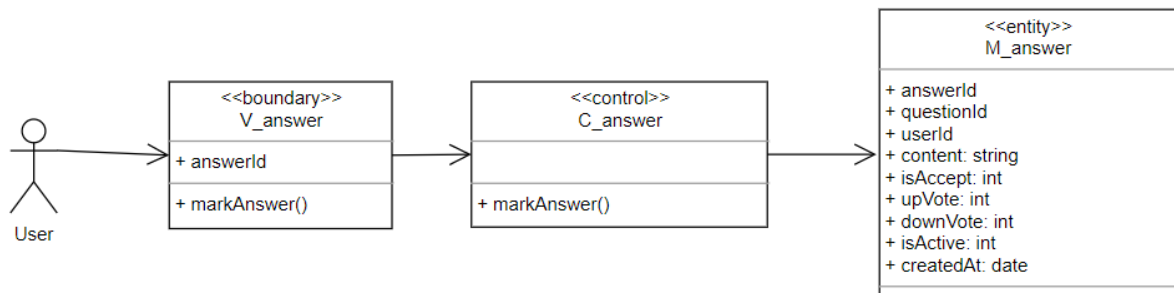 User
<<boundary>>
V_answer
+ answerId
+ markAnswer()
<<control>>
C_answer
+ markAnswer()
<<entity>>
M_answer
+ answerId
+ questionId
+ userId
+ content: string
+ isAccept: int
+ upVote: int
+ downVote: int
+ isActive: int
+ createdAt: date